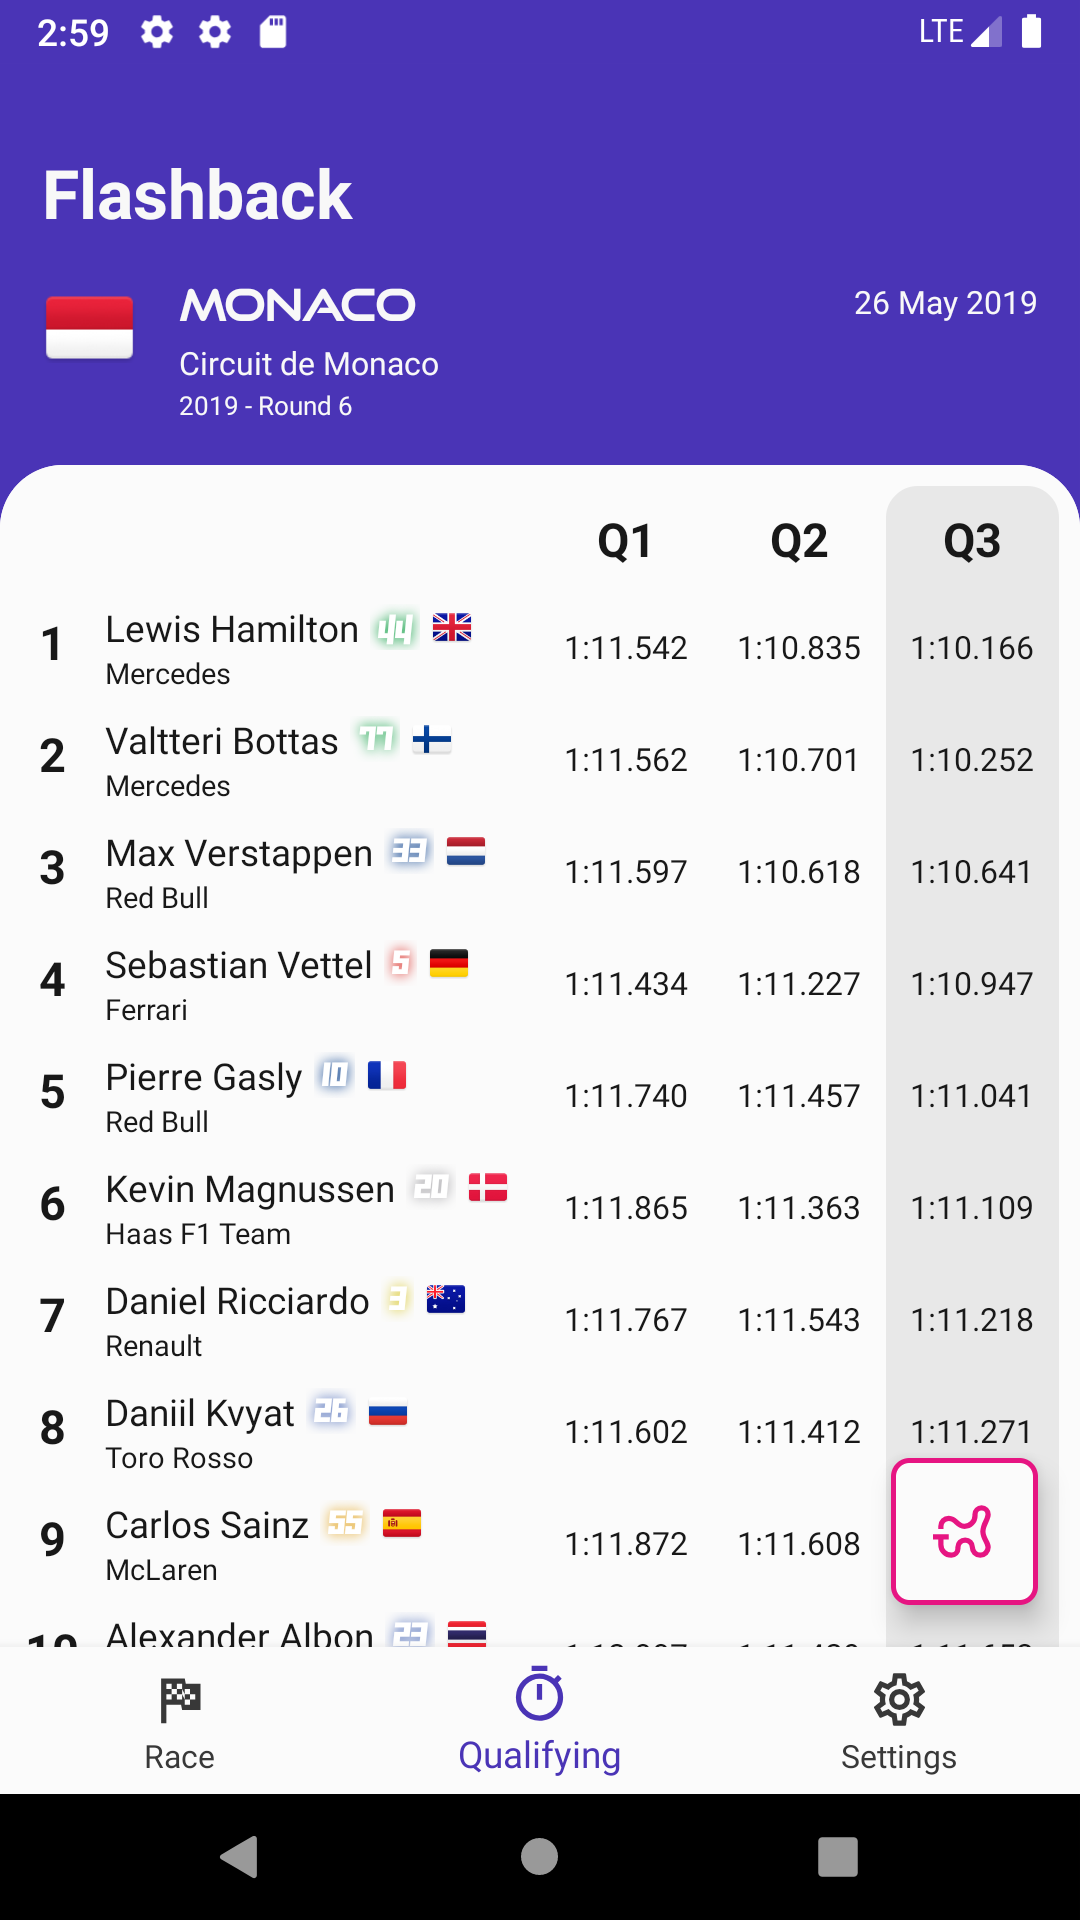 2:59 LTE
Flashback
MONACO 26 May 2019
Circuit de Monaco
2019 - Round 6
Q1 Q2 Q3
1 Lewis Hamilton 44 1:11.542 1:10.835 1:10.166
Mercedes
2 Valtteri Bottas 77 1:11.562 1:10.701 1:10.252
Mercedes
3 Max Verstappen 33 1:11.597 1:10.618 1:10.641
Red Bull
4 Sebastian Vettel 5 1:11.434 1:11.227 1:10.947
Ferrari
5 Pierre Gasly 10 1:11.740 1:11.457 1:11.041
Red Bull
6 Kevin Magnussen 20 1:11.865 1:11.363 1:11.109
Haas F1 Team
7 Daniel Ricciardo 3 1:11.767 1:11.543 1:11.218
Renault
8 Daniil Kvyat 26 1:11.602 1:11.412 1:11.271
Toro Rosso
9 Carlos Sainz 55 1:11.872 1:11.608
McLaren
10 Alexander Albon 23
Race Qualifying Settings